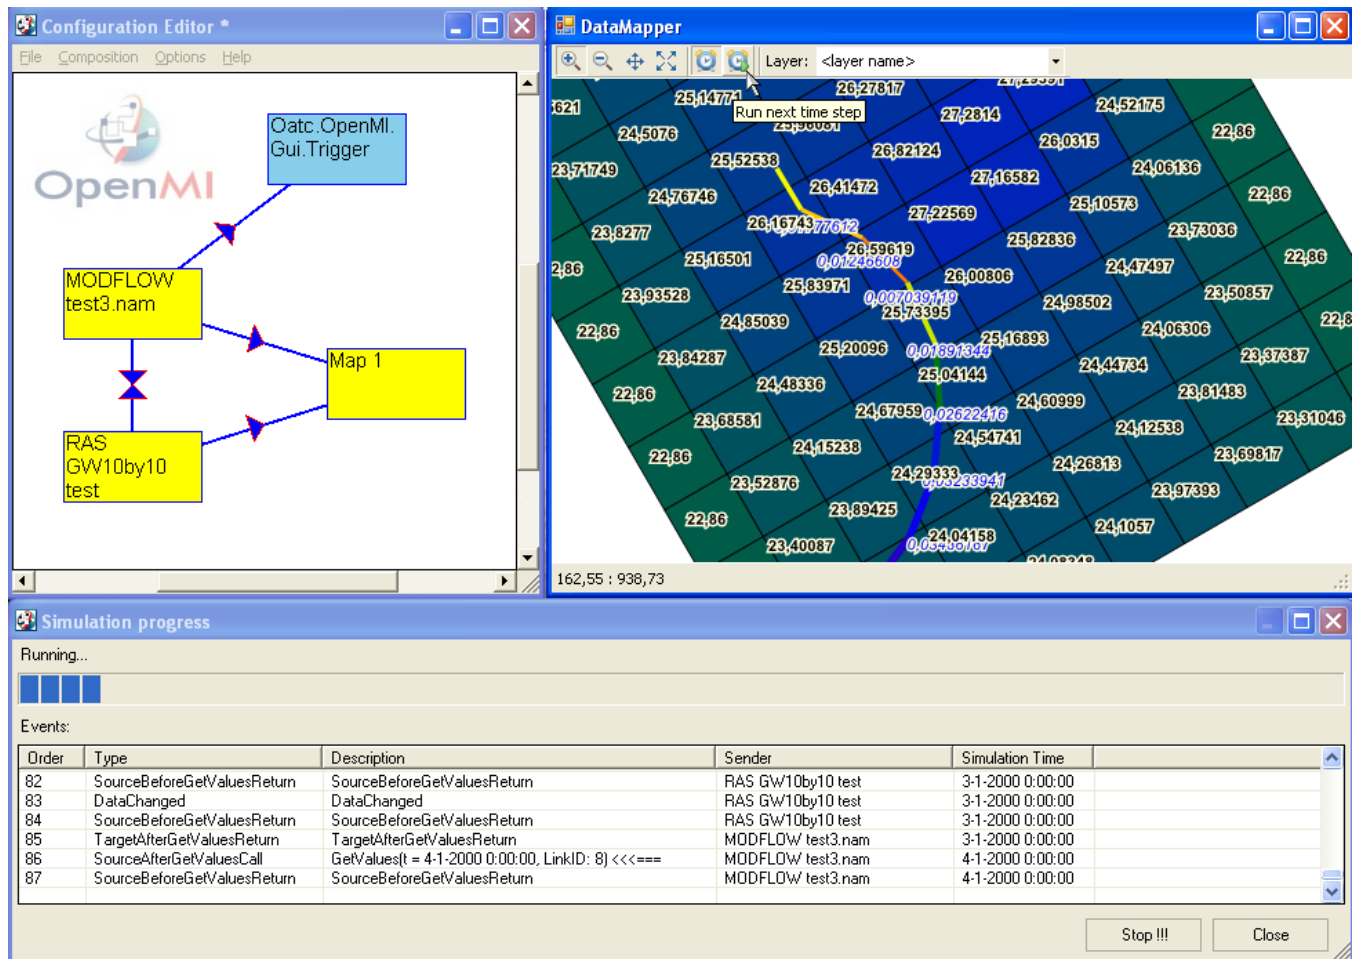 Configuration Editor *
File Composition Options Help
OpenMI
Oatc.OpenMI.
Gui.Trigger
MODFLOW
test3.nam
Map 1
RAS
GW10by10
test
DataMapper
Layer: <layer name>
Run next time step
5621 25,14771 26,27817 24,52175
24,5076 27,2814 22,86
23,71749 25,52538 26,82124 26,0315 24,06136
24,76746 26,41472 27,16582 25,10573 22,86
23,8277 26,16743 27,22569 25,82836 23,73036
2,86 25,16501 26,59619 24,47497 22,86
0,01246608
23,93528 25,83971 26,00806 24,98502 23,50857
0,007039119
22,86 24,85039 25,73395 24,06306 22,8
23,84287 25,20096 0,01891344 25,16893 24,44734 23,37387
22,86 24,48336 25,04144 24,60999 23,81483
23,68581 24,67959 0,02622416 24,12538 23,31046
22,86 24,15238 24,54741 24,26813 23,69817
23,52876 24,29333 23,97393
22,86 23,89425 24,23462 24,1057
23,40087 24,04158
162,55 : 938,73
Simulation progress
Running...
Events:
Order Type Description Sender Simulation Time
82 SourceBeforeGetValuesReturn SourceBeforeGetValuesReturn RAS GW10by10 test 3-1-2000 0:00:00
83 DataChanged DataChanged RAS GW10by10 test 3-1-2000 0:00:00
84 SourceBeforeGetValuesReturn SourceBeforeGetValuesReturn RAS GW10by10 test 3-1-2000 0:00:00
85 TargetAfterGetValuesReturn TargetAfterGetValuesReturn MODFLOW test3.nam 3-1-2000 0:00:00
86 SourceAfterGetValuesCall GetValues(t = 4-1-2000 0:00:00, LinkID: 8) <<<=== MODFLOW test3.nam 4-1-2000 0:00:00
87 SourceBeforeGetValuesReturn SourceBeforeGetValuesReturn MODFLOW test3.nam 4-1-2000 0:00:00
Stop !!! Close